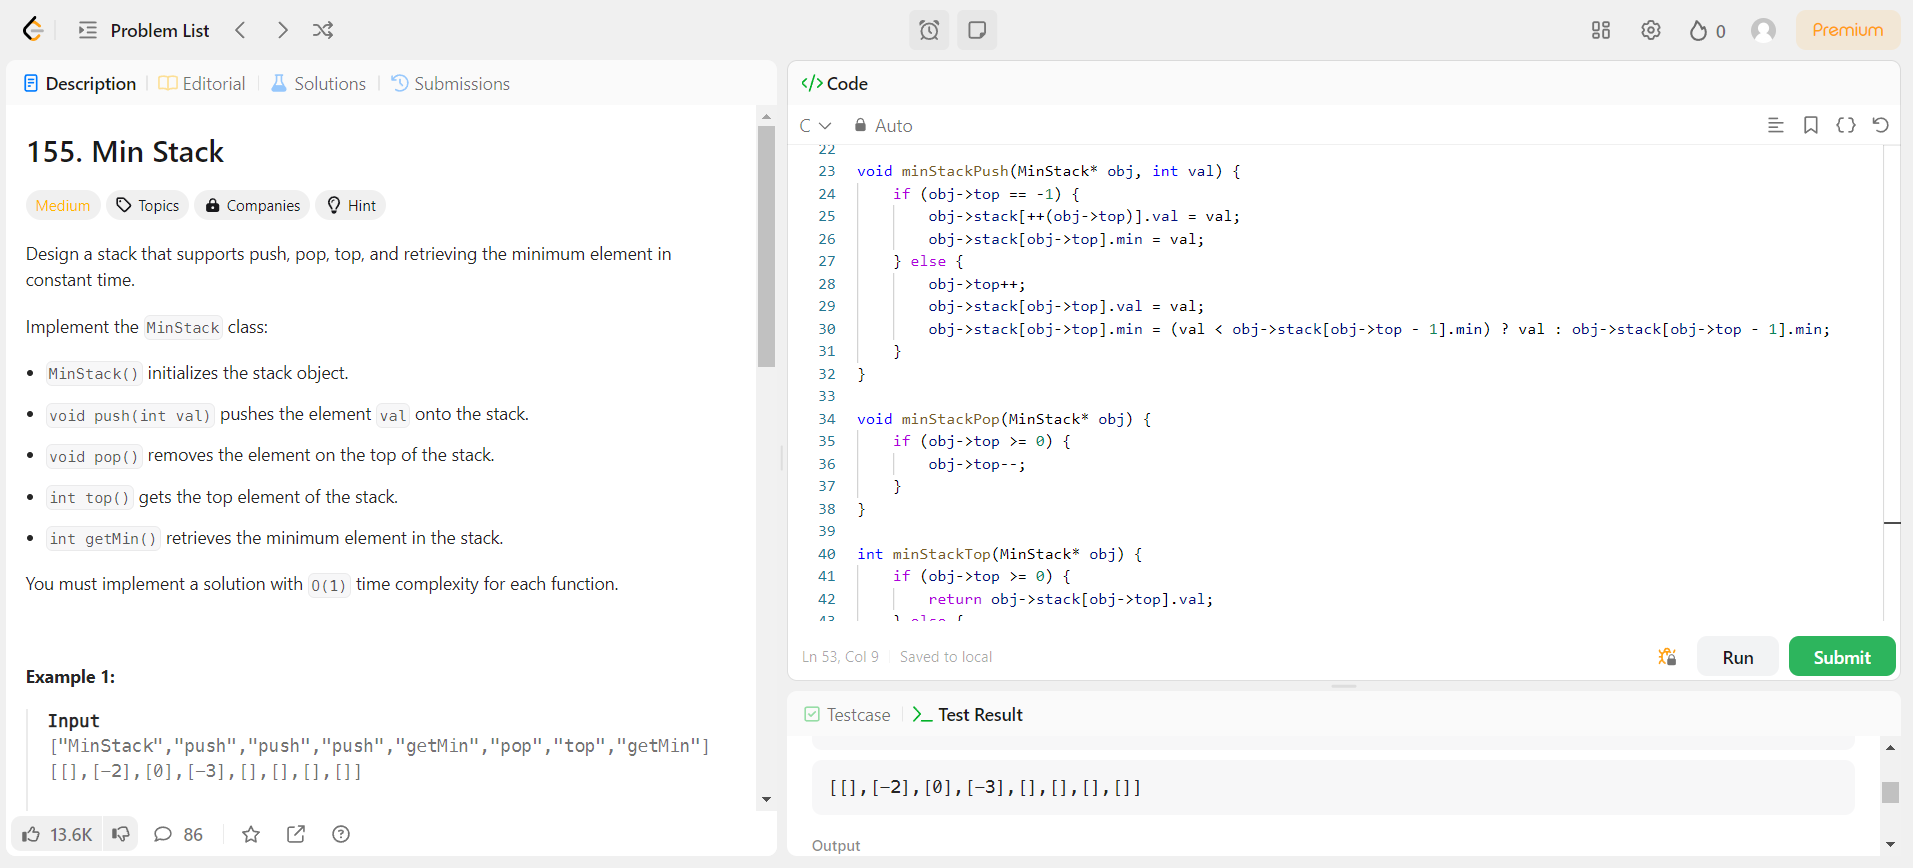 Problem List
0
Premium
Description
Editorial
Solutions
Submissions
155. Min Stack
Medium
Topics
Companies
Hint
Design a stack that supports push, pop, top, and retrieving the minimum element in
constant time.
Implement the MinStack class:
• MinStack() initializes the stack object.
• void push(int val) pushes the element val onto the stack.
• void pop() removes the element on the top of the stack.
• int top() gets the top element of the stack.
• int getMin() retrieves the minimum element in the stack.
You must implement a solution with O(1) time complexity for each function.
Example 1:
Input
["MinStack","push","push","push","getMin","pop","top","getMin"]
[[],[-2],[0],[-3],[],[],[],[]]
13.6K
86
</> Code
C
Auto
22
23 void minStackPush(MinStack* obj, int val) {
24     if (obj->top == -1) {
25         obj->stack[++(obj->top)].val = val;
26         obj->stack[obj->top].min = val;
27     } else {
28         obj->top++;
29         obj->stack[obj->top].val = val;
30         obj->stack[obj->top].min = (val < obj->stack[obj->top - 1].min) ? val : obj->stack[obj->top - 1].min;
31     }
32 }
33
34 void minStackPop(MinStack* obj) {
35     if (obj->top >= 0) {
36         obj->top--;
37     }
38 }
39
40 int minStackTop(MinStack* obj) {
41     if (obj->top >= 0) {
42         return obj->stack[obj->top].val;
43     } else {
Ln 53, Col 9
Saved to local
Run
Submit
Testcase
Test Result
[[],[-2],[0],[-3],[],[],[],[]]
Output